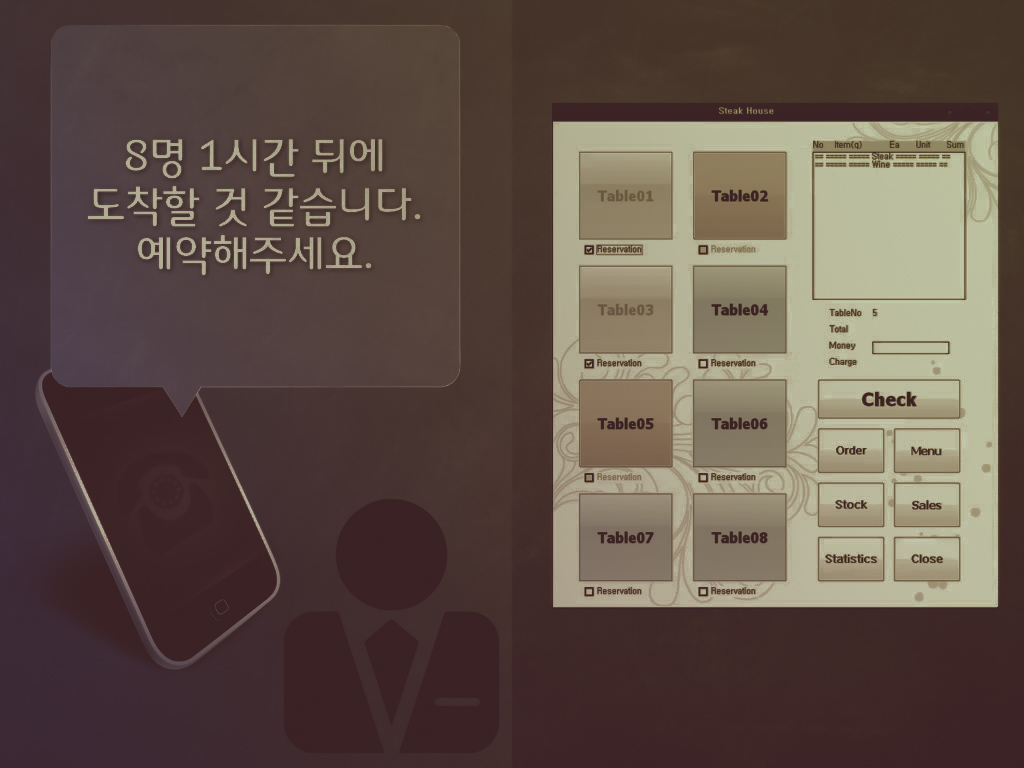 8명 1시간 뒤에
도착할 것 같습니다.
예약해주세요.
Steak House
Table01
Reservation
Table02
Reservation
Table03
Reservation
Table04
Reservation
Table05
Reservation
Table06
Reservation
Table07
Reservation
Table08
Reservation
No Item(q) Ea Unit Sum
== ===== ===== Steak ===== ===== ==
== ===== ===== Wine ===== ===== ==
TableNo 5
Total
Money
Charge
Check
Order
Menu
Stock
Sales
Statistics
Close